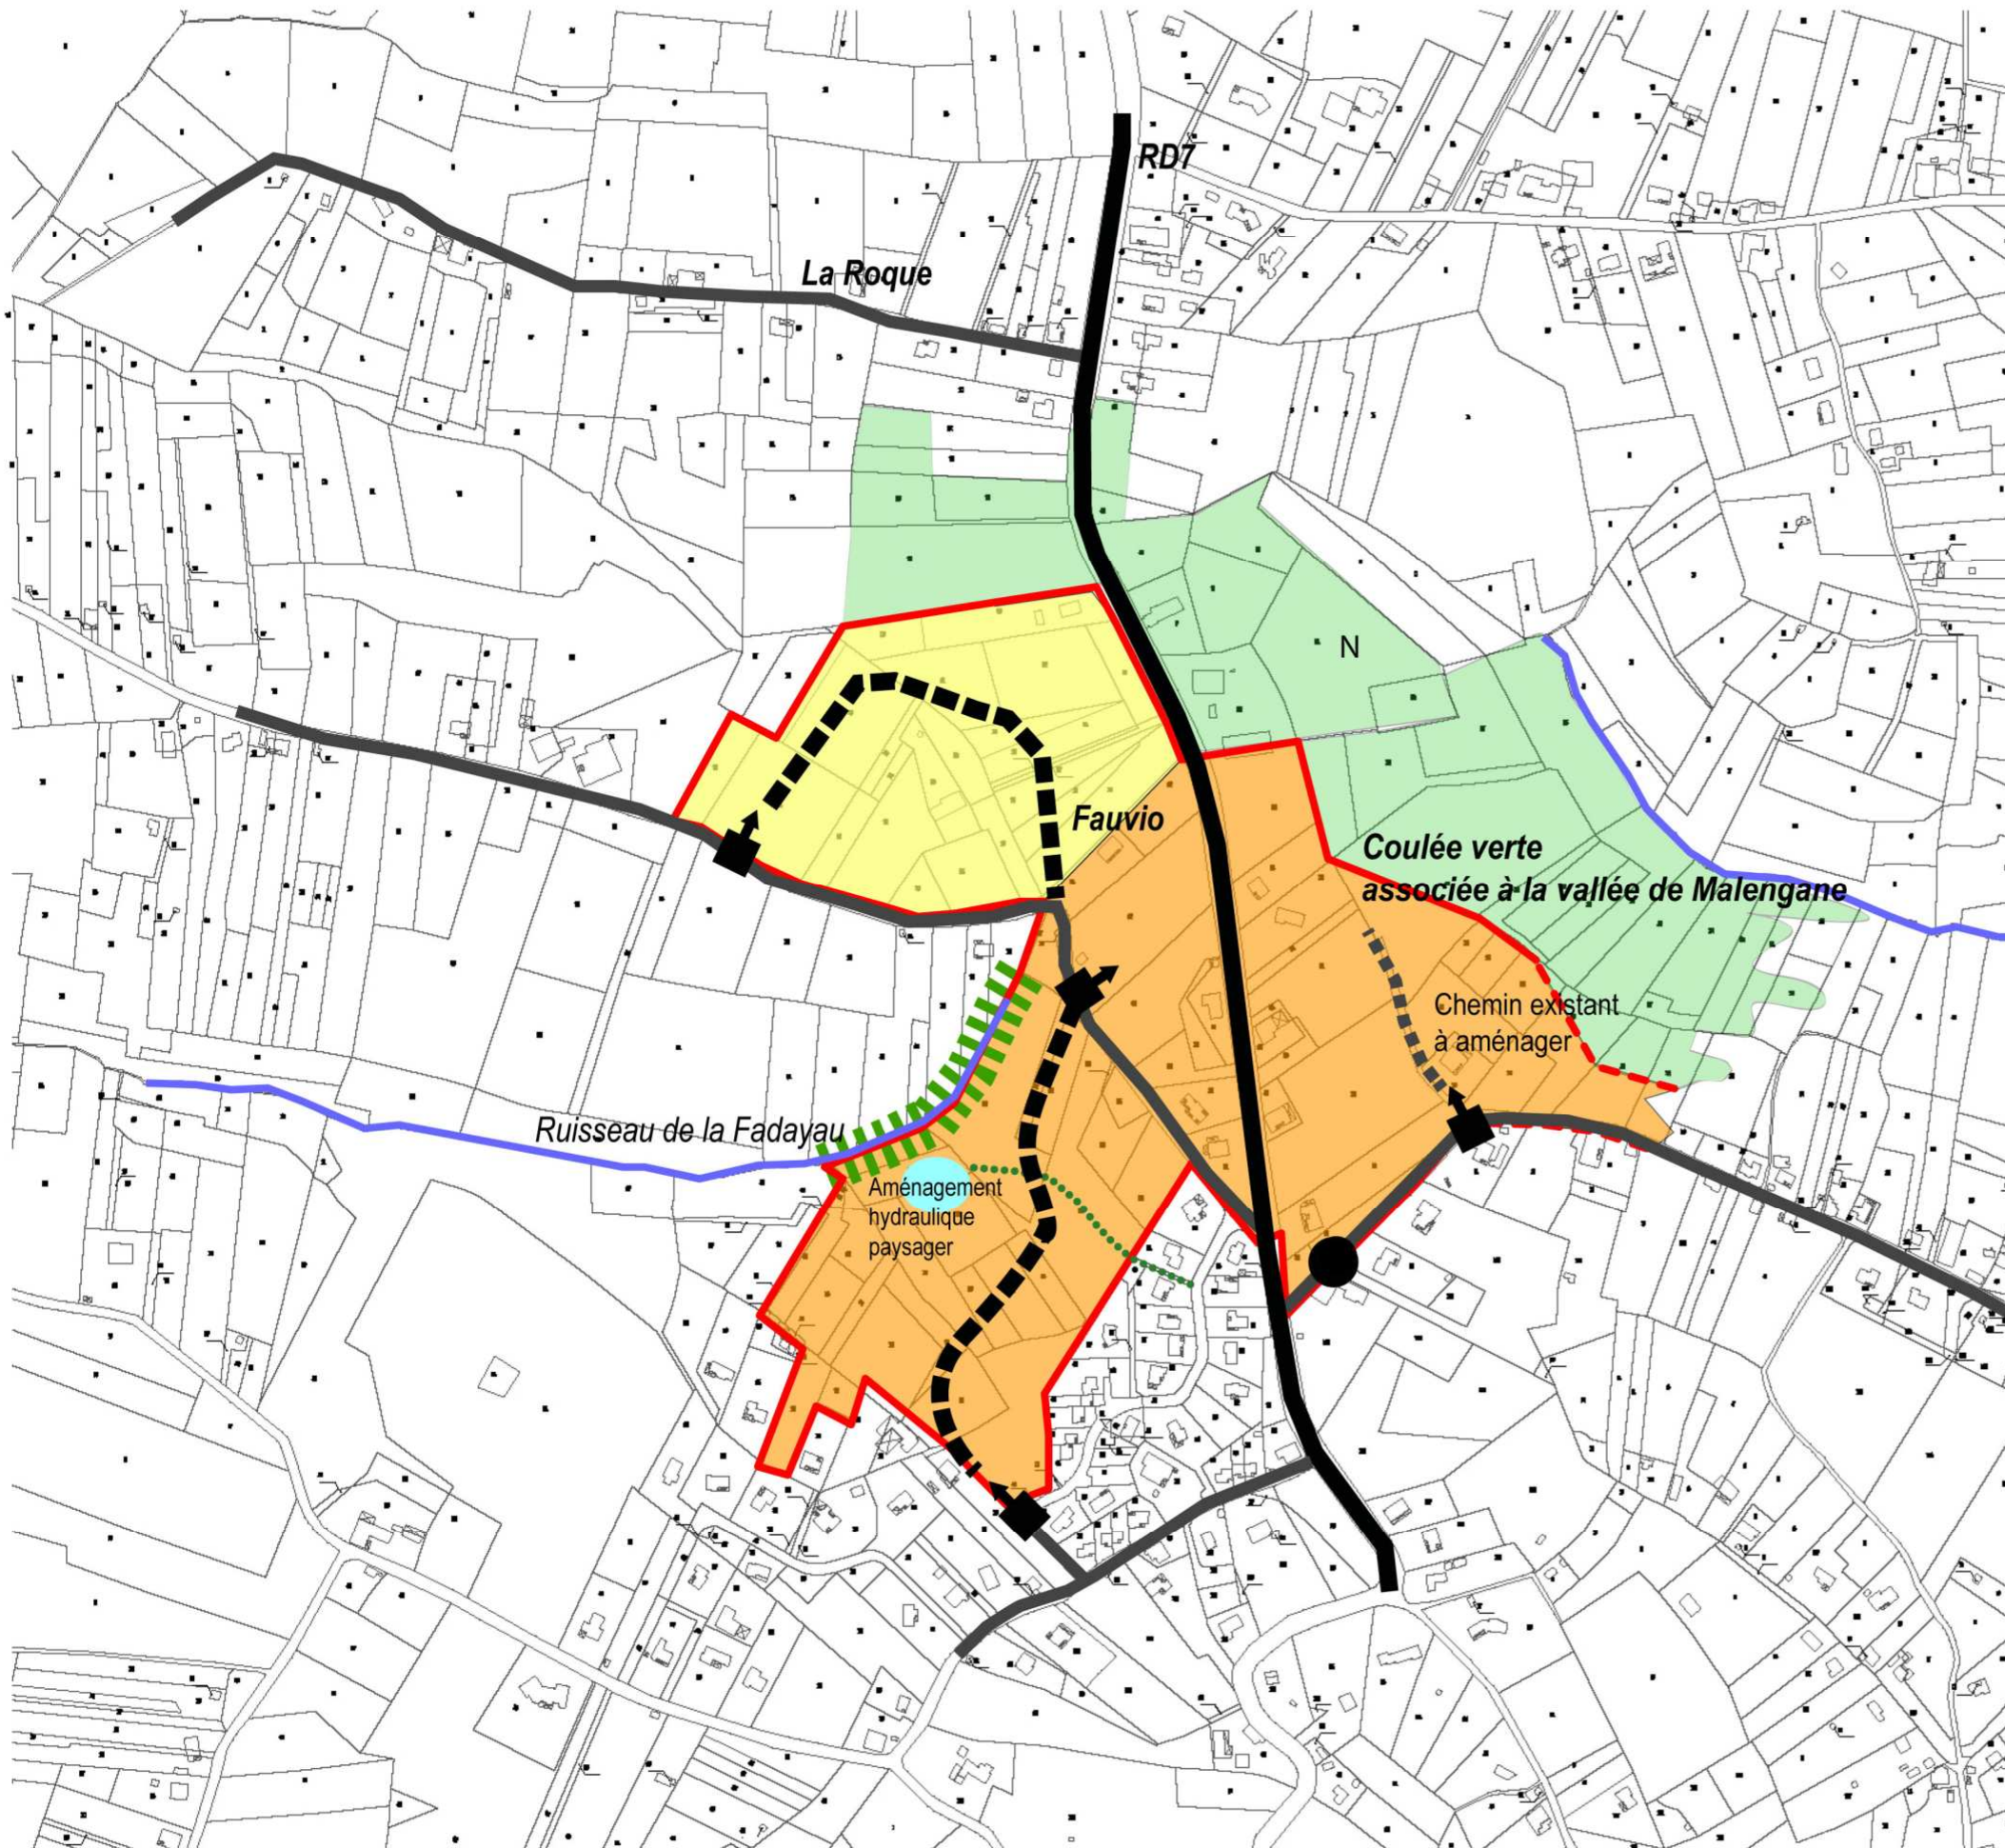 RD7
La Roque
N
Fauvio
Coulée verte
associée à la vallée de Malengane
Chemin existant
à aménager
Ruisseau de la Fadayau
Aménagement
hydraulique
paysager